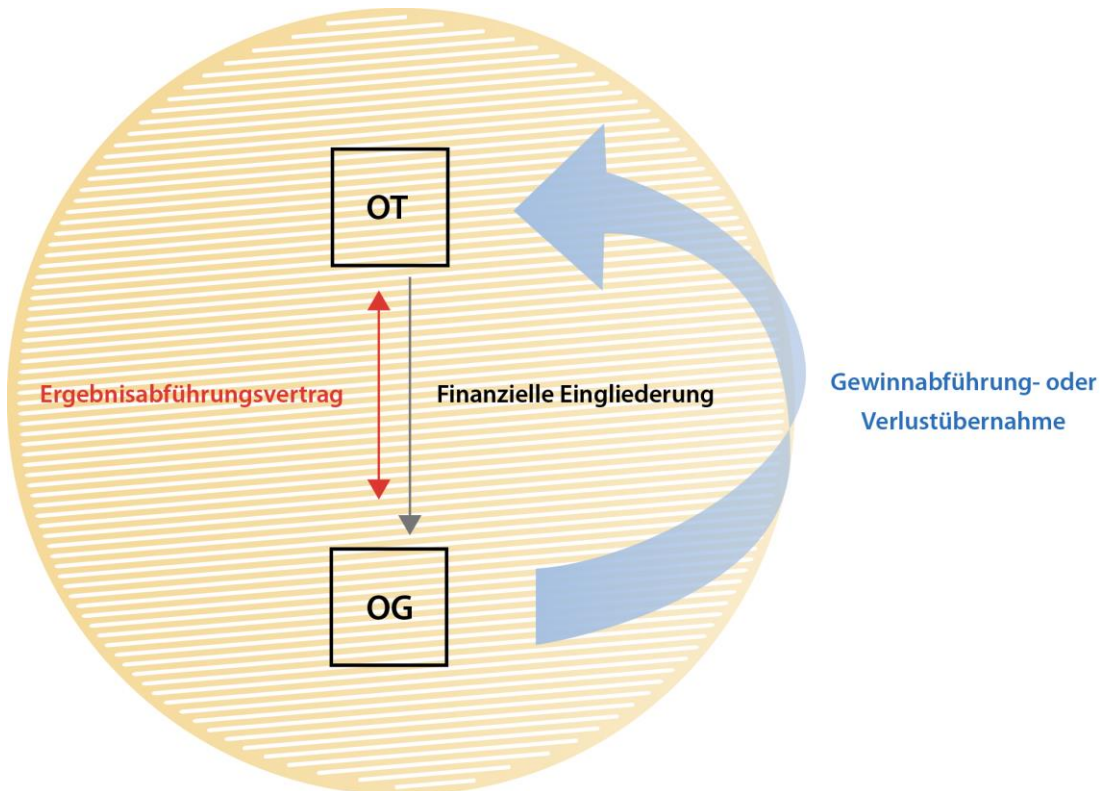 OT
Ergebnisabführungsvertrag
Finanzielle Eingliederung
Gewinnabführung- oder
Verlustübernahme
OG